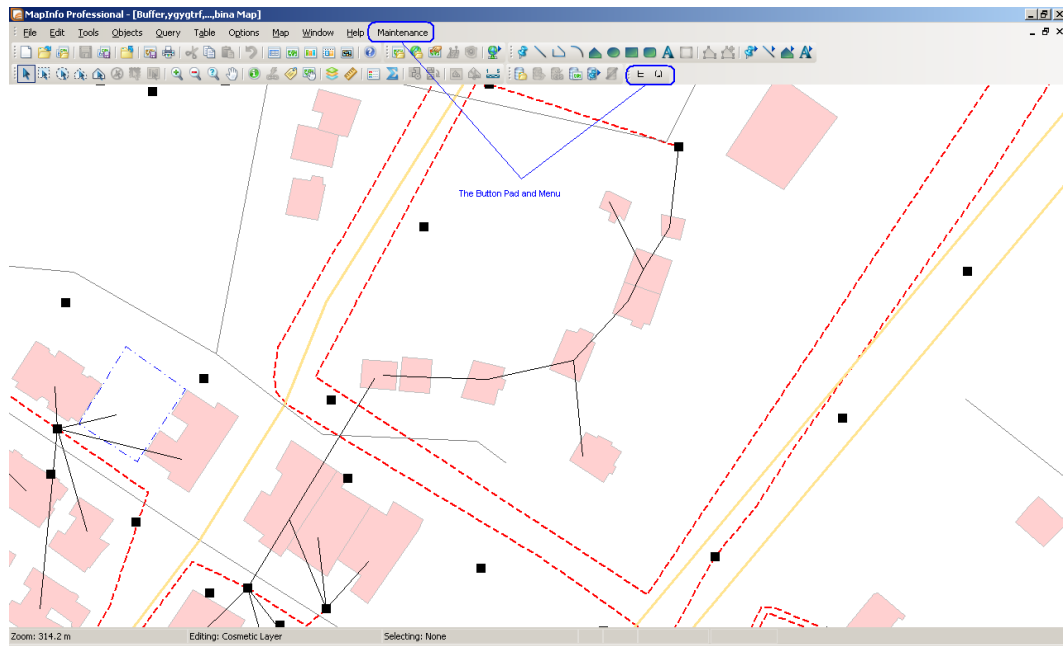 MapInfo Professional - [Buffer,ygygtrf,...,bina Map]
File Edit Tools Objects Query Table Options Map Window Help Maintenance
The Button Pad and Menu
Zoom: 314.2 m Editing: Cosmetic Layer Selecting: None